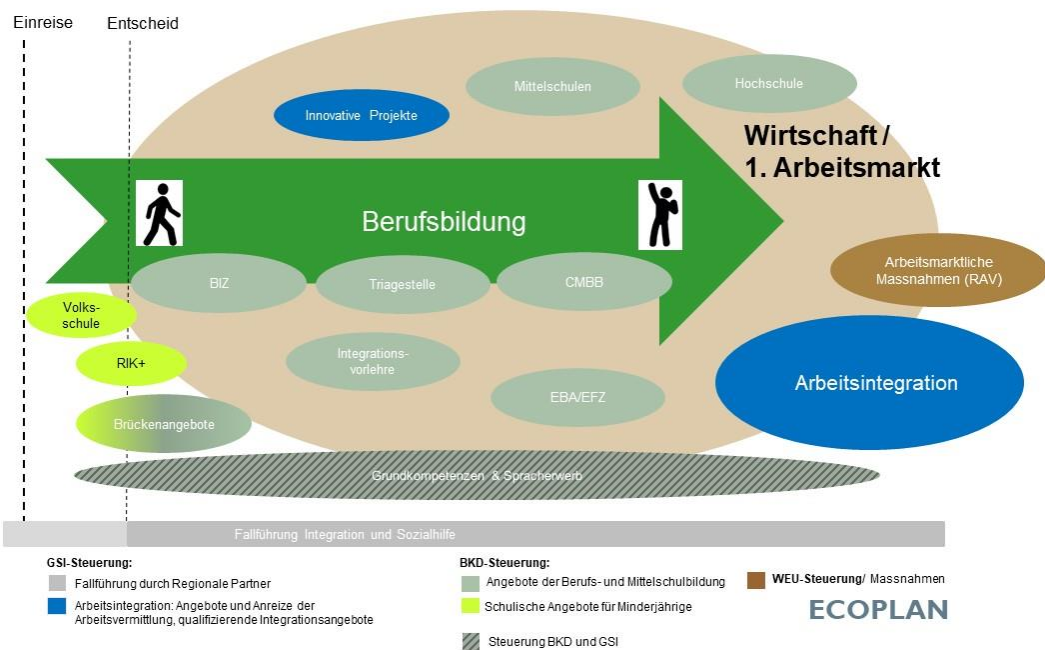 Einreise
Entscheid
Mittelschulen
Hochschule
Innovative Projekte
Wirtschaft /
1. Arbeitsmarkt
Berufsbildung
Arbeitsmarktliche
Massnahmen (RAV)
BIZ
Triagestelle
CMBB
Volks-
schule
Integrations-
vorlehre
RIK+
Arbeitsintegration
EBA/EFZ
Brückenangebote
Grundkompetenzen & Spracherwerb
Fallführung Integration und Sozialhilfe
GSI-Steuerung:
Fallführung durch Regionale Partner
Arbeitsintegration: Angebote und Anreize der
Arbeitsvermittlung, qualifizierende Integrationsangebote
BKD-Steuerung:
Angebote der Berufs- und Mittelschulbildung
Schulische Angebote für Minderjährige
Steuerung BKD und GSI
WEU-Steuerung/ Massnahmen
ECOPLAN